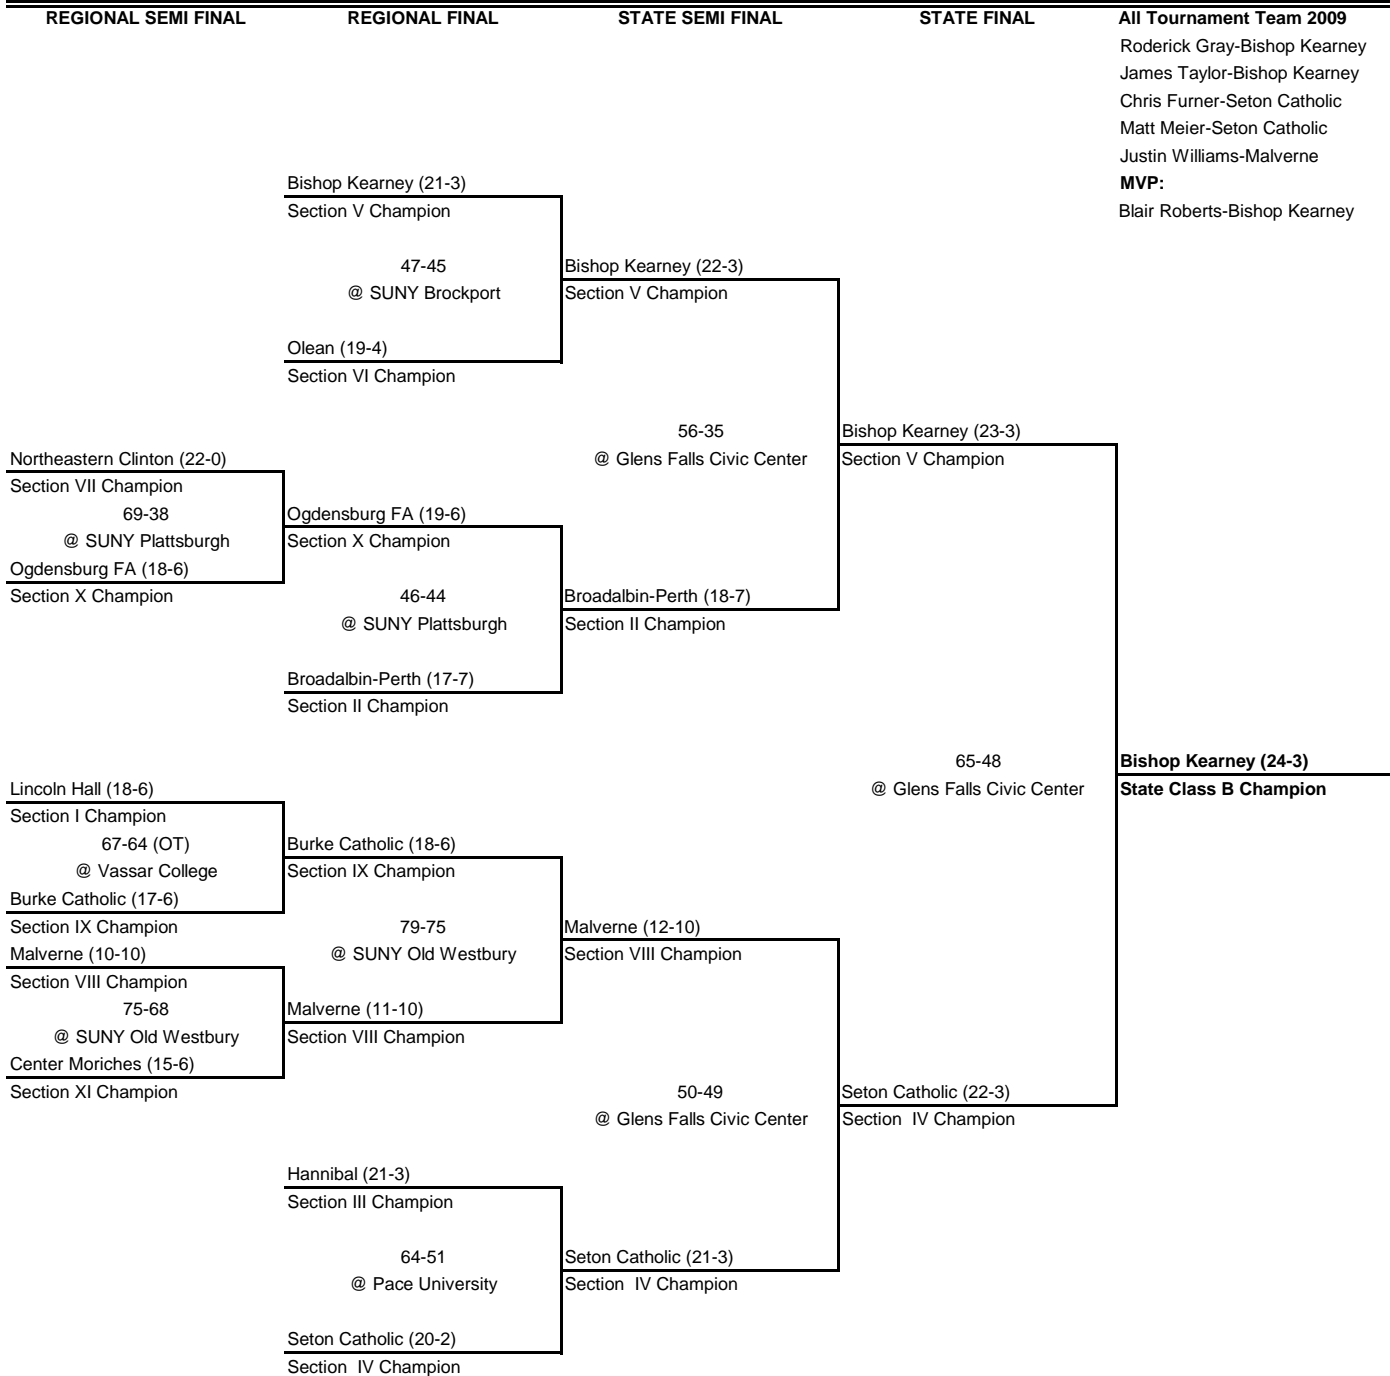 REGIONAL SEMI FINAL REGIONAL FINAL STATE SEMI FINAL STATE FINAL All Tournament Team 2009
Roderick Gray-Bishop Kearney
James Taylor-Bishop Kearney
Chris Furner-Seton Catholic
Matt Meier-Seton Catholic
Justin Williams-Malverne
Bishop Kearney (21-3) MVP:
Section V Champion Blair Roberts-Bishop Kearney
47-45 Bishop Kearney (22-3)
@ SUNY Brockport Section V Champion
Olean (19-4)
Section VI Champion
56-35 Bishop Kearney (23-3)
Northeastern Clinton (22-0) @ Glens Falls Civic Center Section V Champion
Section VII Champion
69-38 Ogdensburg FA (19-6)
@ SUNY Plattsburgh Section X Champion
Ogdensburg FA (18-6)
Section X Champion 46-44 Broadalbin-Perth (18-7)
@ SUNY Plattsburgh Section II Champion
Broadalbin-Perth (17-7)
Section II Champion
65-48 Bishop Kearney (24-3)
Lincoln Hall (18-6) @ Glens Falls Civic Center State Class B Champion
Section I Champion
67-64 (OT) Burke Catholic (18-6)
@ Vassar College Section IX Champion
Burke Catholic (17-6)
Section IX Champion 79-75 Malverne (12-10)
Malverne (10-10) @ SUNY Old Westbury Section VIII Champion
Section VIII Champion
75-68 Malverne (11-10)
@ SUNY Old Westbury Section VIII Champion
Center Moriches (15-6)
Section XI Champion 50-49 Seton Catholic (22-3)
@ Glens Falls Civic Center Section  IV Champion
Hannibal (21-3)
Section III Champion
64-51 Seton Catholic (21-3)
@ Pace University Section  IV Champion
Seton Catholic (20-2)
Section  IV Champion